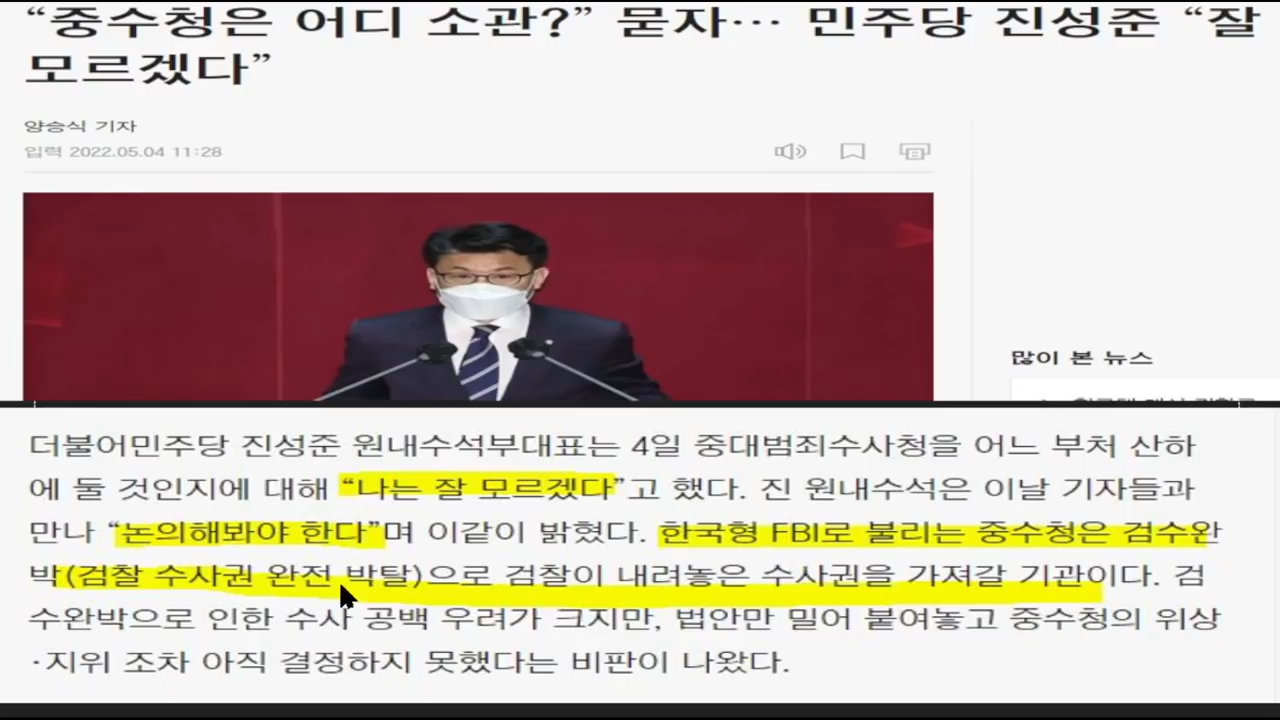 “중수청은 어디 소관?” 묻자… 민주당 진성준 “잘
모르겠다”
양승식 기자
입력 2022.05.04 11:28
많이 본 뉴스
더불어민주당 진성준 원내수석부대표는 4일 중대범죄수사청을 어느 부처 산하
에 둘 것인지에 대해 “나는 잘 모르겠다”고 했다. 진 원내수석은 이날 기자들과
만나 “논의해봐야 한다”며 이같이 밝혔다. 한국형 FBI로 불리는 중수청은 검수완
박(검찰 수사권 완전 박탈)으로 검찰이 내려놓은 수사권을 가져갈 기관이다. 검
수완박으로 인한 수사 공백 우려가 크지만, 법안만 밀어 붙여놓고 중수청의 위상
·지위 조차 아직 결정하지 못했다는 비판이 나왔다.